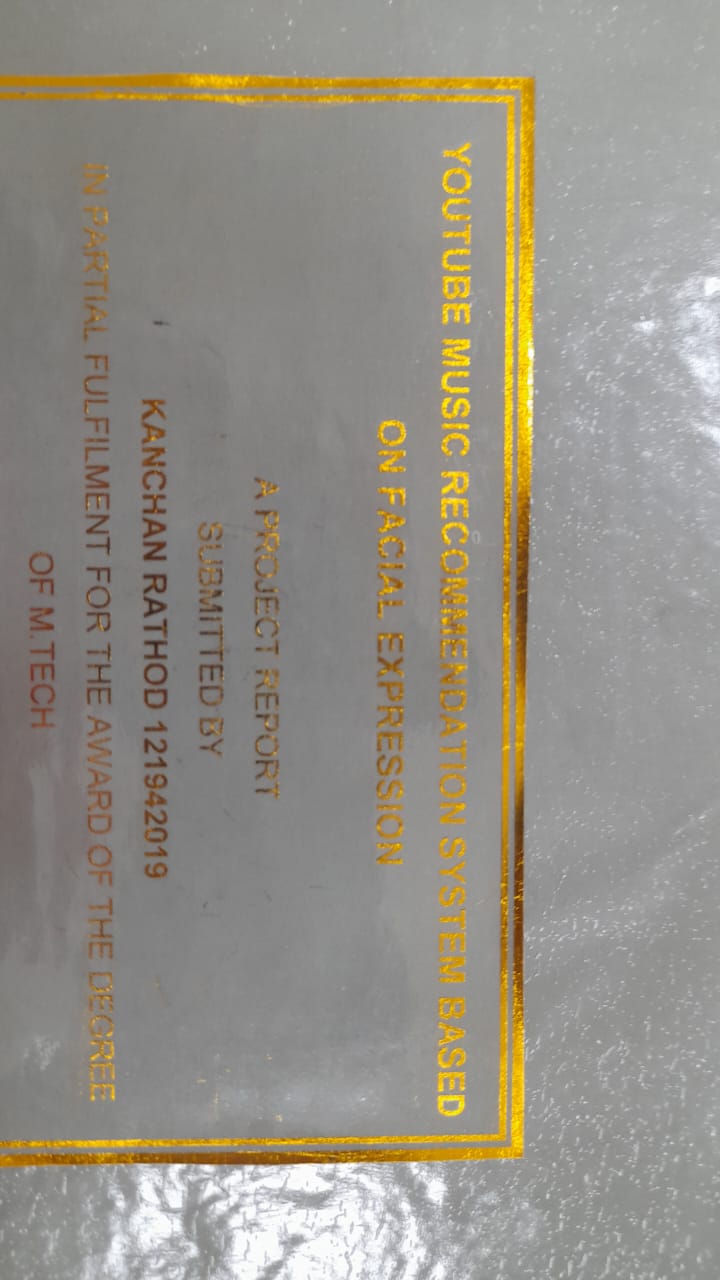 YOUTUBE MUSIC RECOMMENDATION SYSTEM BASED
ON FACIAL EXPRESSION
A PROJECT REPORT
SUBMITTED BY
KANCHAN RATHOD 121942019
IN PARTIAL FULFILMENT FOR THE AWARD OF THE DEGREE
OF M.TECH